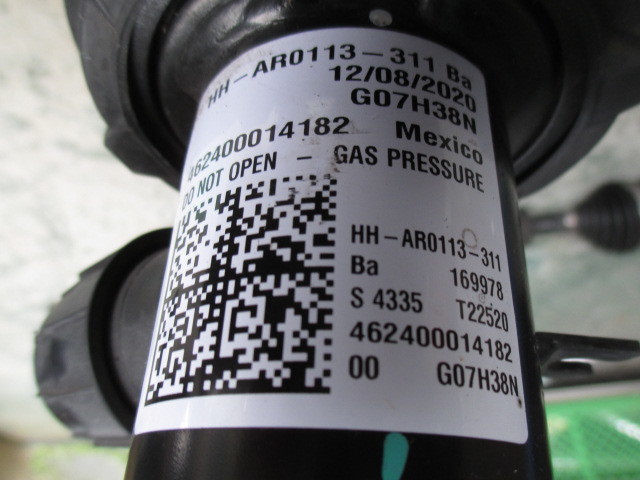 HH-AR0113-311 Ba
12/08/2020
G07H38N
462400014182 Mexico
DO NOT OPEN - GAS PRESSURE
HH-AR0113-311
Ba 169978
S 4335 T22520
462400014182
00 G07H38N